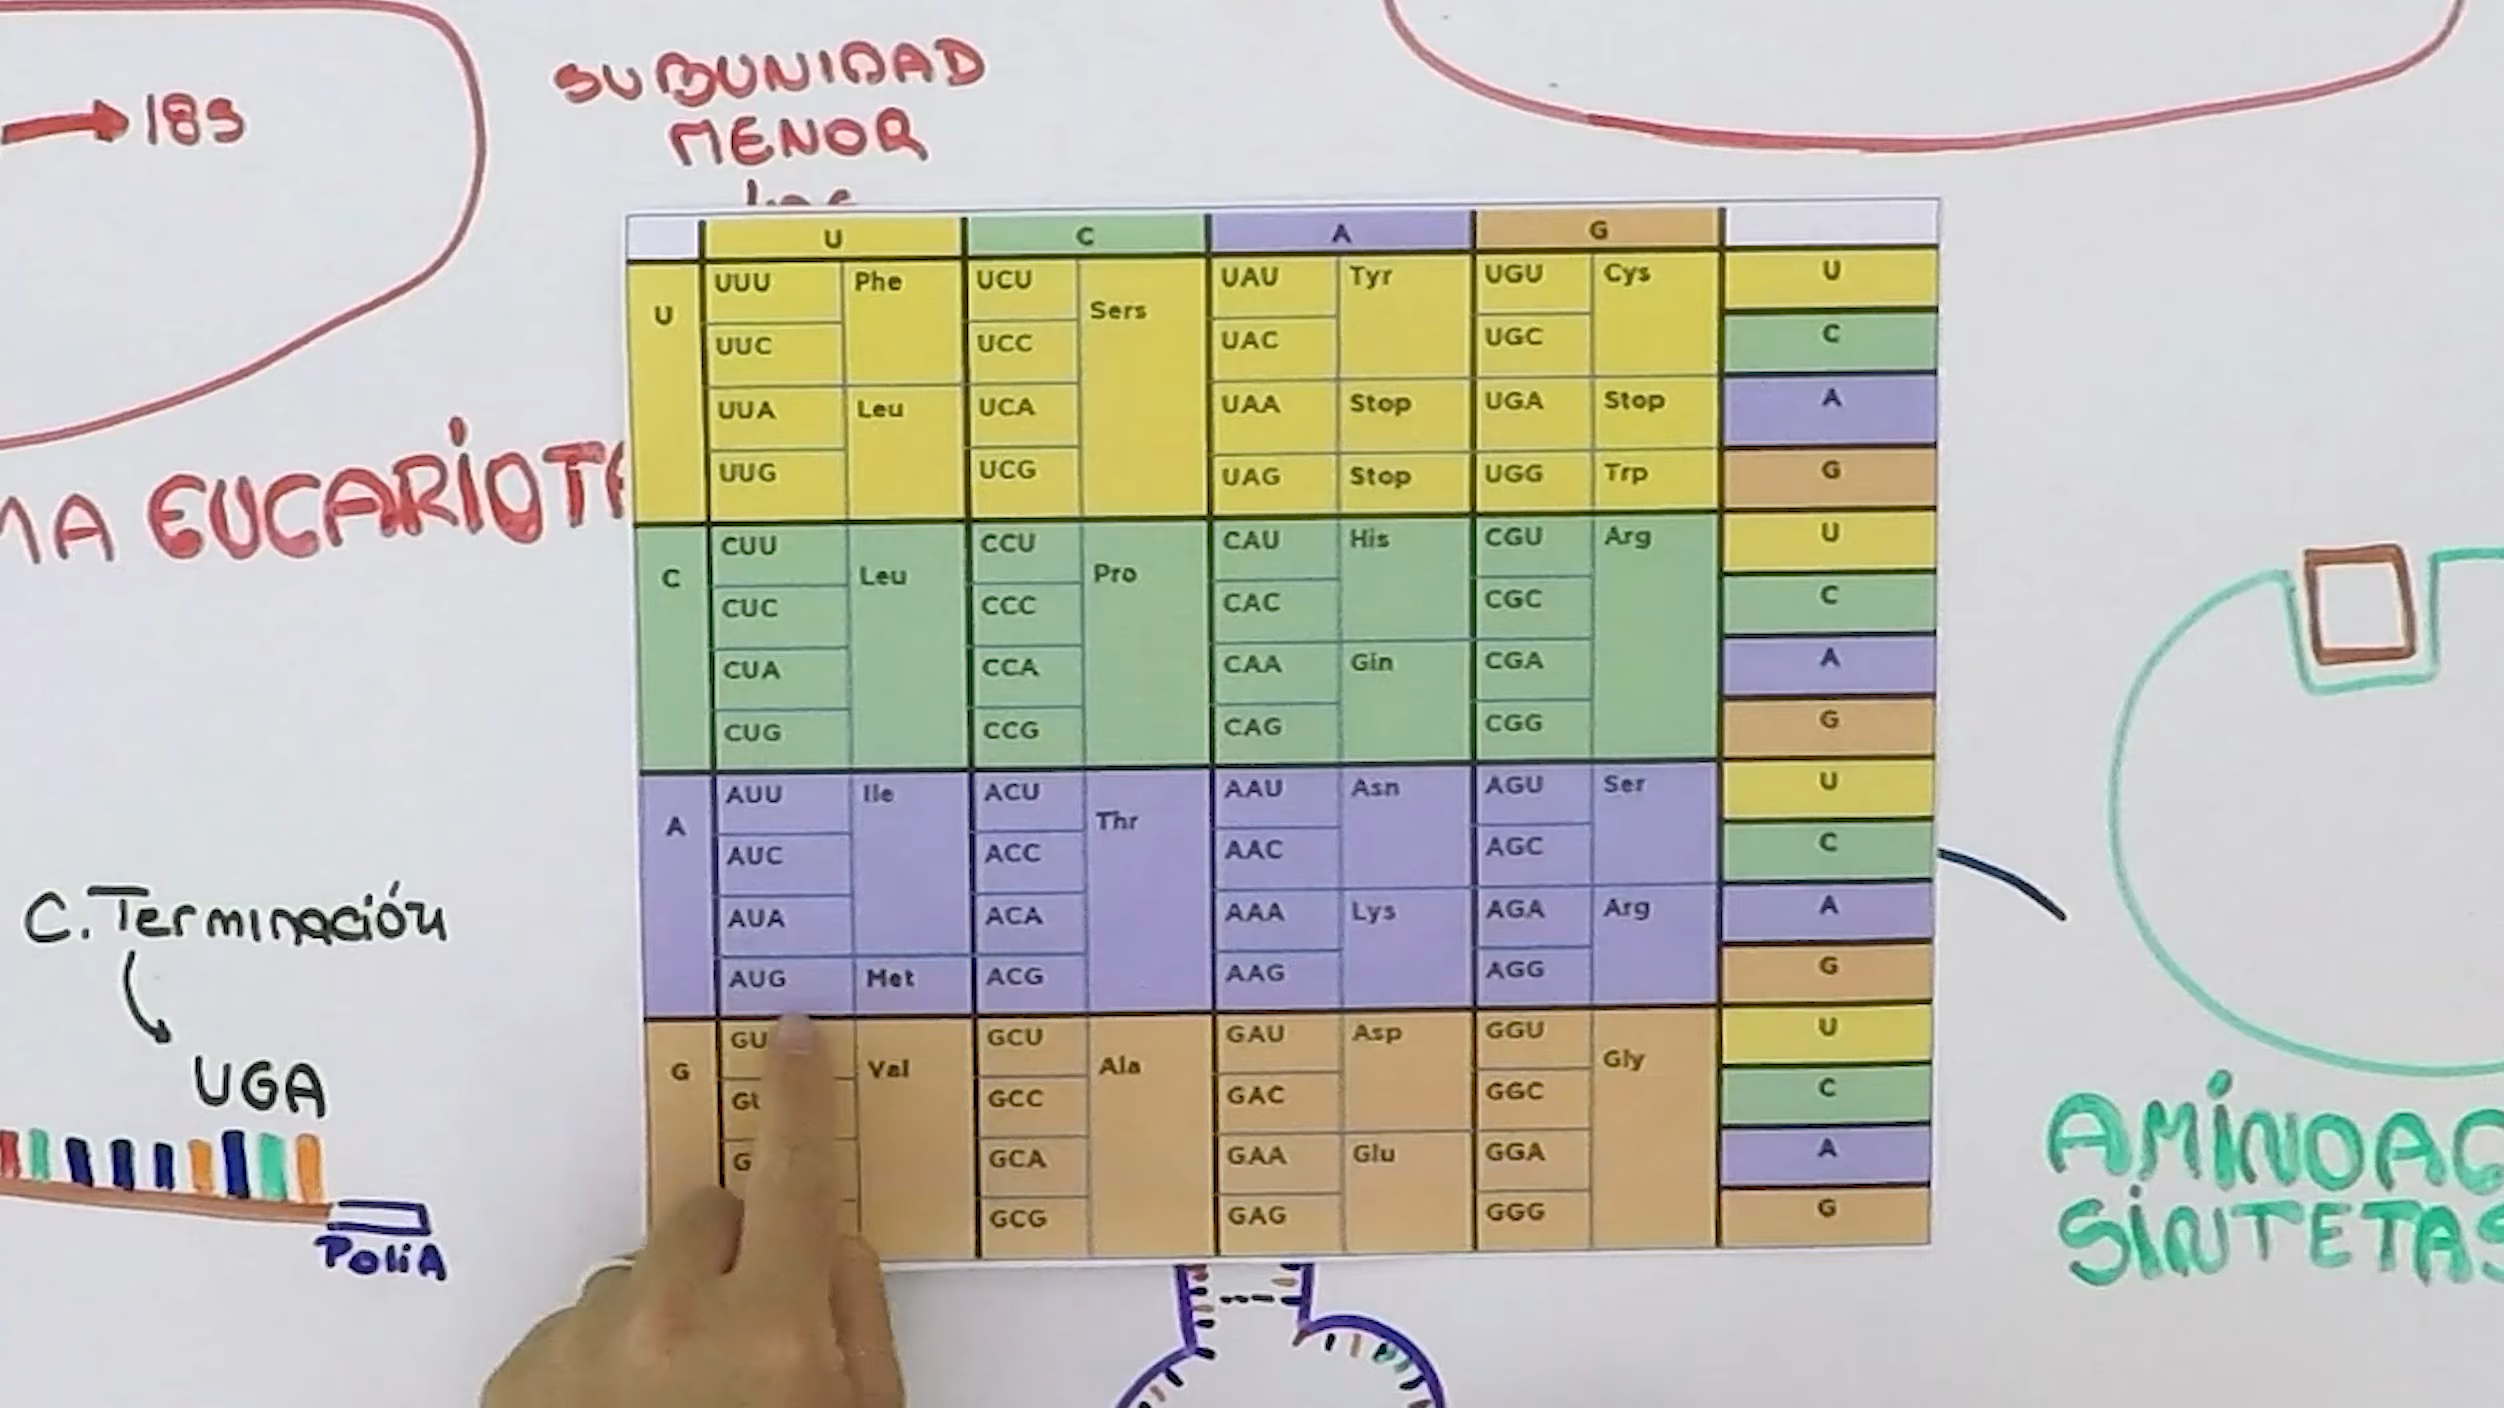 18S
SUBUNIDAD
MENOR
EUCARIOT
U C A G
U UUU Phe UCU Sers UAU Tyr UGU Cys U
UUC UCC UAC UGC C
UUA Leu UCA UAA Stop UGA Stop A
UUG UCG UAG Stop UGG Trp G
C CUU Leu CCU Pro CAU His CGU Arg U
CUC CCC CAC CGC C
CUA CCA CAA Gin CGA A
CUG CCG CAG CGG G
A AUU Ile ACU Thr AAU Asn AGU Ser U
AUC ACC AAC AGC C
AUA ACA AAA Lys AGA Arg A
AUG Met ACG AAG AGG G
G GU Val GCU Ala GAU Asp GGU Gly U
GCC GAC GGC C
G GCA GAA Glu GGA A
GCG GAG GGG G
C. Terminación
UGA
PoliA
AMINOAC
SINTETAS